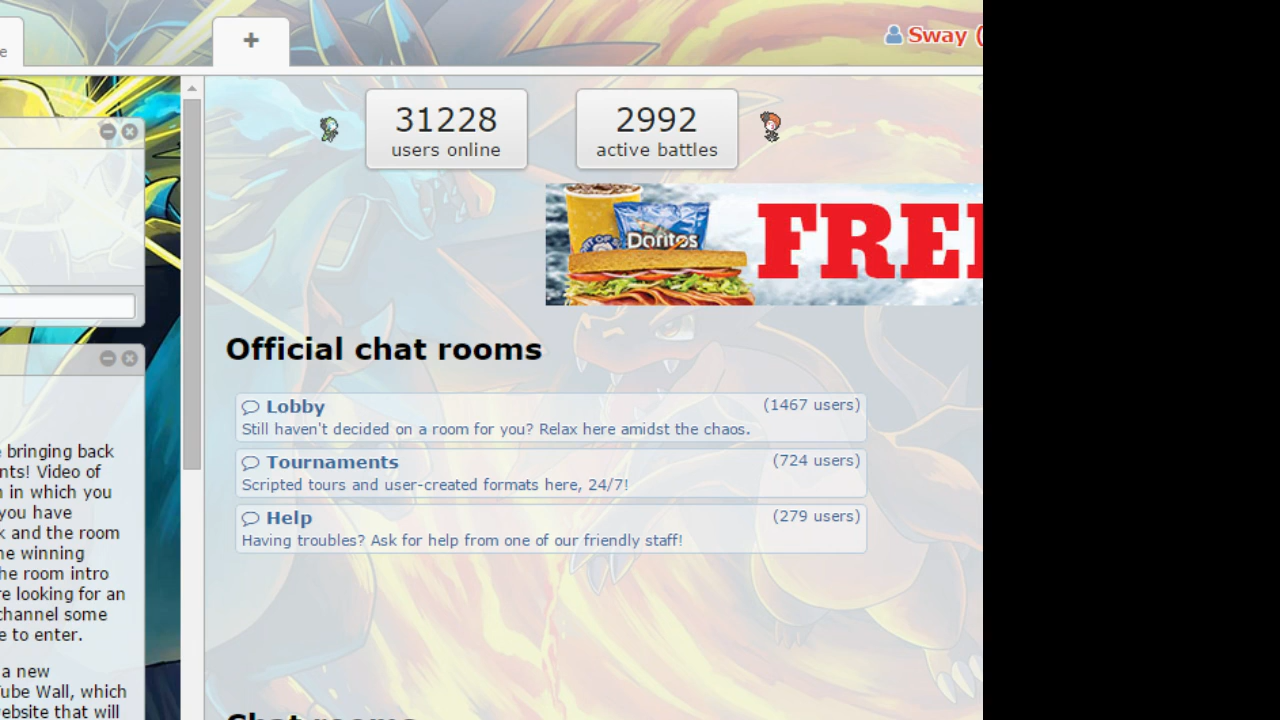 e
+
Sway (
31228
users online
2992
active battles
Doritos
FREE
Official chat rooms
Lobby
(1467 users)
Still haven't decided on a room for you? Relax here amidst the chaos.
Tournaments
(724 users)
Scripted tours and user-created formats here, 24/7!
Help
(279 users)
Having troubles? Ask for help from one of our friendly staff!
bringing back
nts! Video of
n in which you
you have
k and the room
he winning
he room intro
re looking for an
channel some
e to enter.
a new
Tube Wall, which
ebsite that will
Chat rooms